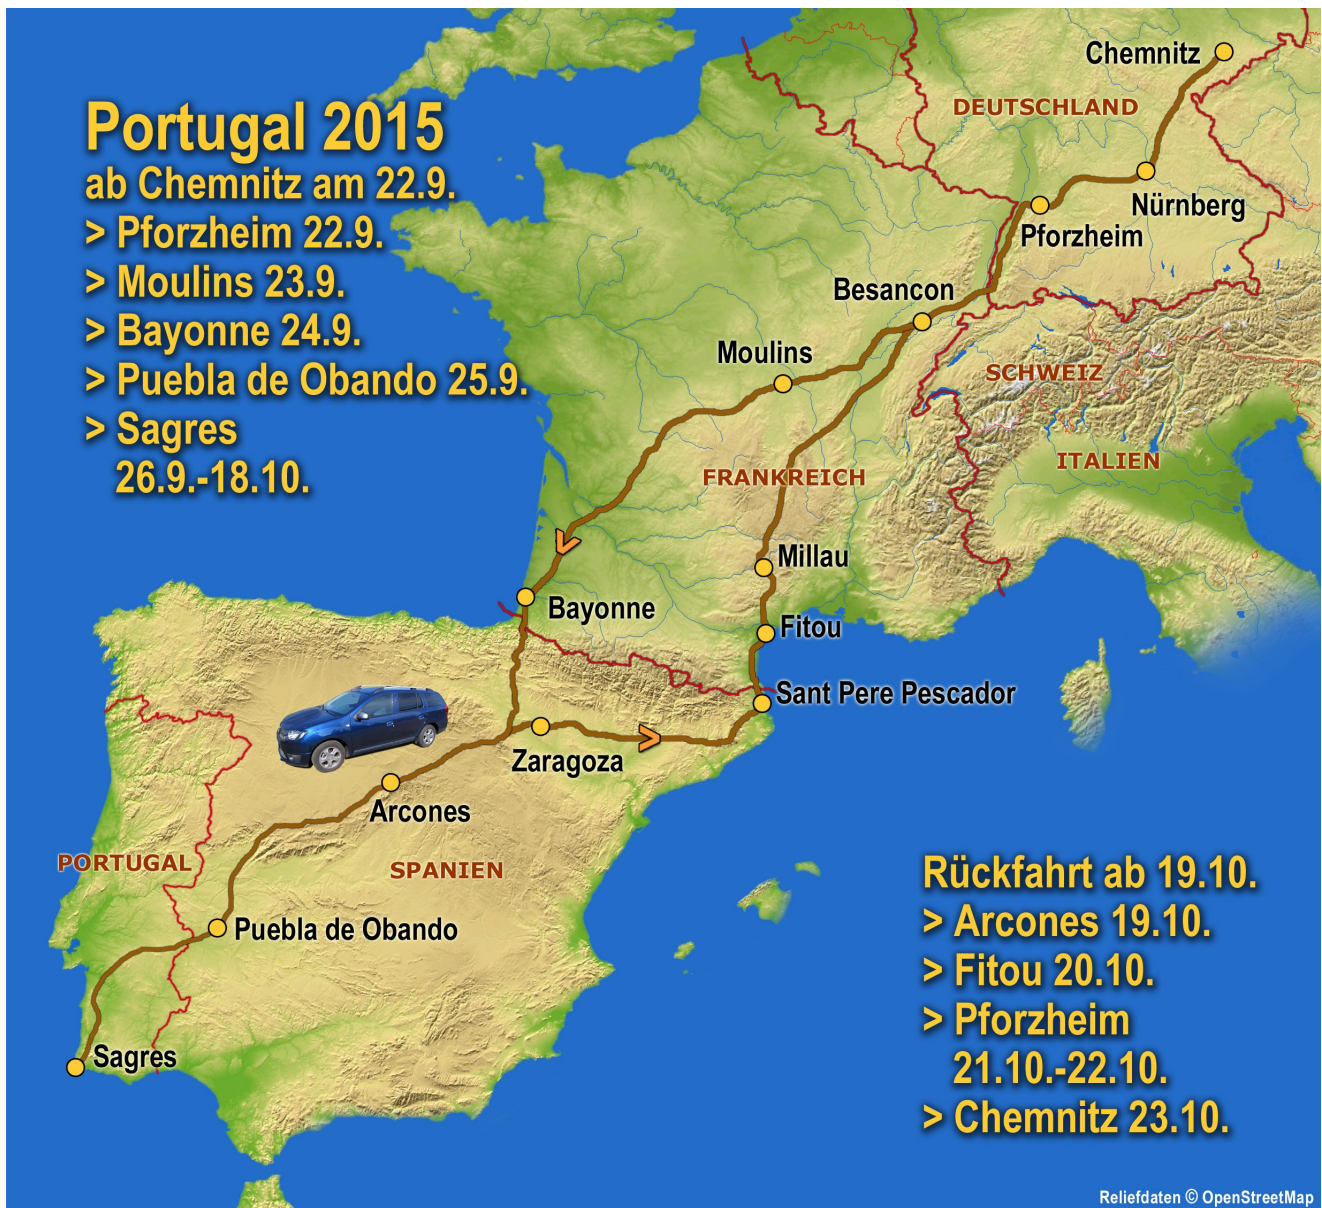 Portugal 2015
ab Chemnitz am 22.9.
> Pforzheim 22.9.
> Moulins 23.9.
> Bayonne 24.9.
> Puebla de Obando 25.9.
> Sagres
26.9.-18.10.
Chemnitz
DEUTSCHLAND
Nürnberg
Pforzheim
Besancon
Moulins
SCHWEIZ
ITALIEN
FRANKREICH
Millau
Bayonne
Fitou
Sant Pere Pescador
Zaragoza
Arcones
PORTUGAL
SPANIEN
Puebla de Obando
Sagres
Rückfahrt ab 19.10.
> Arcones 19.10.
> Fitou 20.10.
> Pforzheim
21.10.-22.10.
> Chemnitz 23.10.
Reliefdaten © OpenStreetMap